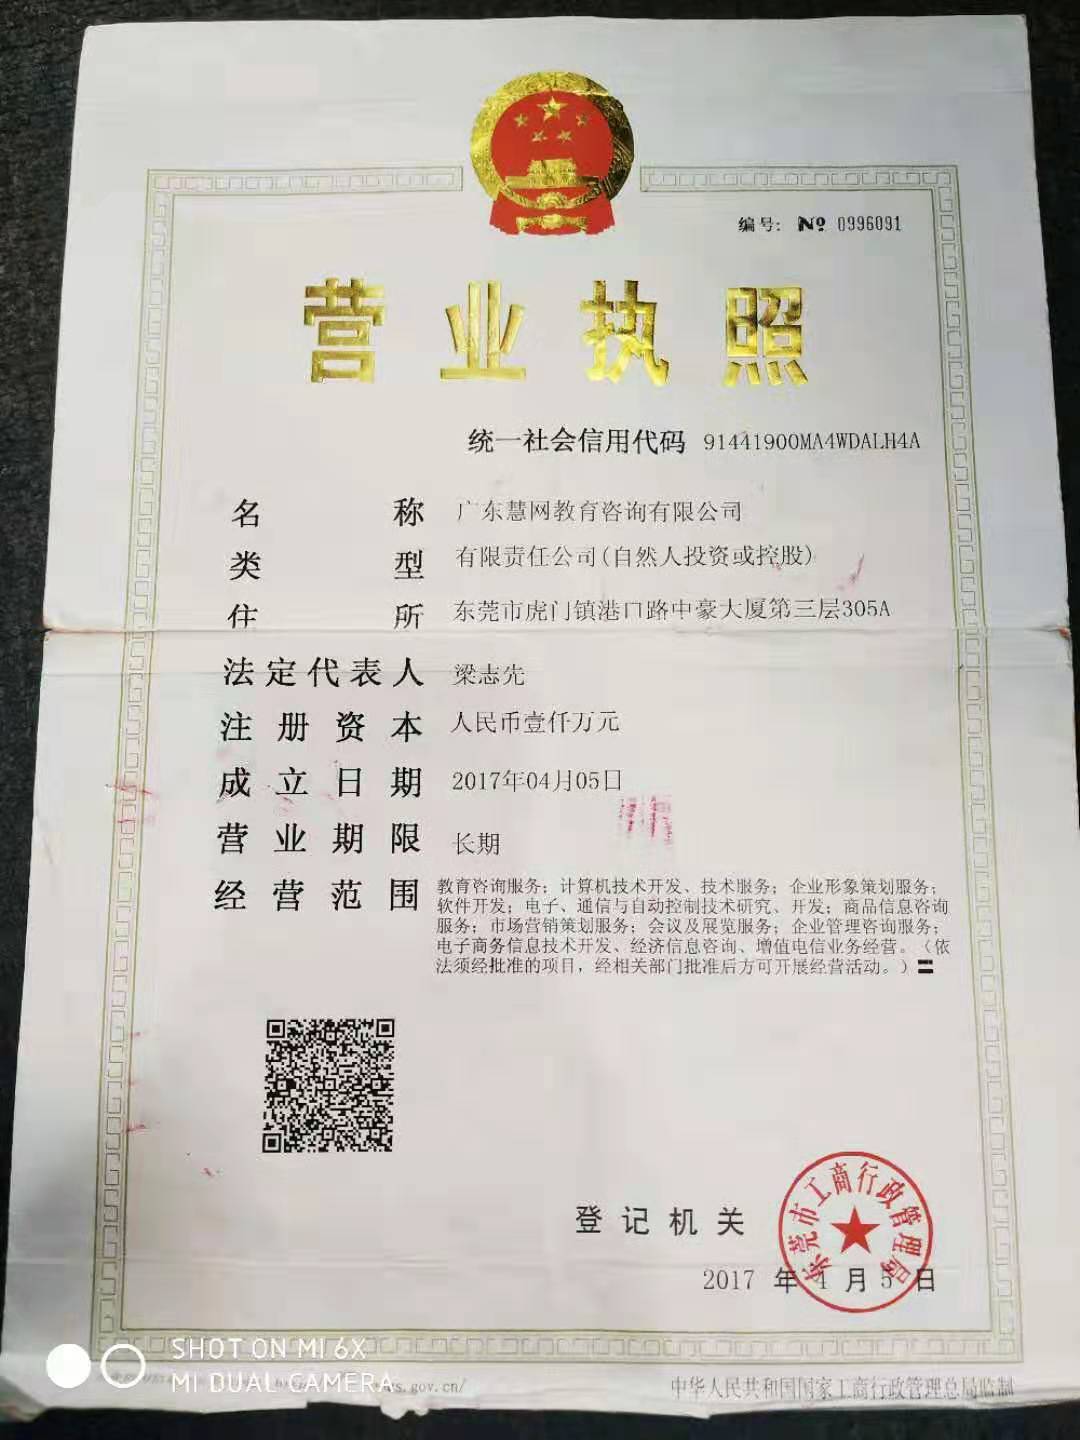 编号: № 0996091
营业执照
统一社会信用代码 91441900MA4WDALH4A
名称 广东慧网教育咨询有限公司
类型 有限责任公司(自然人投资或控股)
住所 东莞市虎门镇港口路中豪大厦第三层305A
法定代表人 梁志先
注册资本 人民币壹仟万元
成立日期 2017年04月05日
营业期限 长期
经营范围 教育咨询服务；计算机技术开发、技术服务；企业形象策划服务；
软件开发；电子、通信与自动控制技术研究、开发；商品信息咨询
服务；市场营销策划服务；会议及展览服务；企业管理咨询服务；
电子商务信息技术开发、经济信息咨询、增值电信业务经营。（依
法须经批准的项目，经相关部门批准后方可开展经营活动。）
登记机关
东莞市工商行政管理局
2017 年 4 月 5 日
SHOT ON MI 6X
MI DUAL CAMERA
.gov.cn/
中华人民共和国国家工商行政管理总局监制